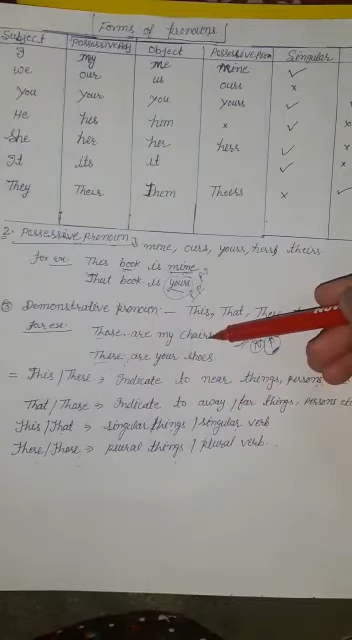 Forms of pronouns
Subject Possessive Adj Object Possessive Pron Singular
I my me mine ✓
we our us ours x
you your you yours ✓
He his him x ✓ x
She her her hers ✓ x
It its it ✓ x
They Their Them Theirs x ✓
2. Possessive pronoun; mine, ours, yours, hers, theirs
for ex. This book is mine
That book is yours P.P.
③ Demonstrative pronoun - This, That, These
for ex. Those are my Chairs
These are your shoes.
= This / These → Indicate to near things, persons
That / Those → Indicate to away / far things, persons etc
This / That → singular things / singular verb
These / Those → plural things / plural verb.